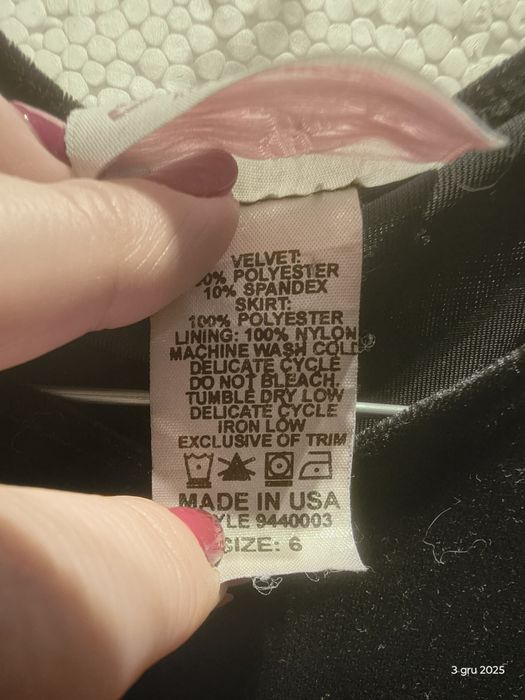 VELVET:
0% POLYESTER
10% SPANDEX
SKIRT:
100% POLYESTER
LINING: 100% NYLON
MACHINE WASH COLD
DELICATE CYCLE
DO NOT BLEACH,
TUMBLE DRY LOW
DELICATE CYCLE
IRON LOW
EXCLUSIVE OF TRIM
MADE IN USA
YLE 9440003
SIZE: 6
3 gru 2025